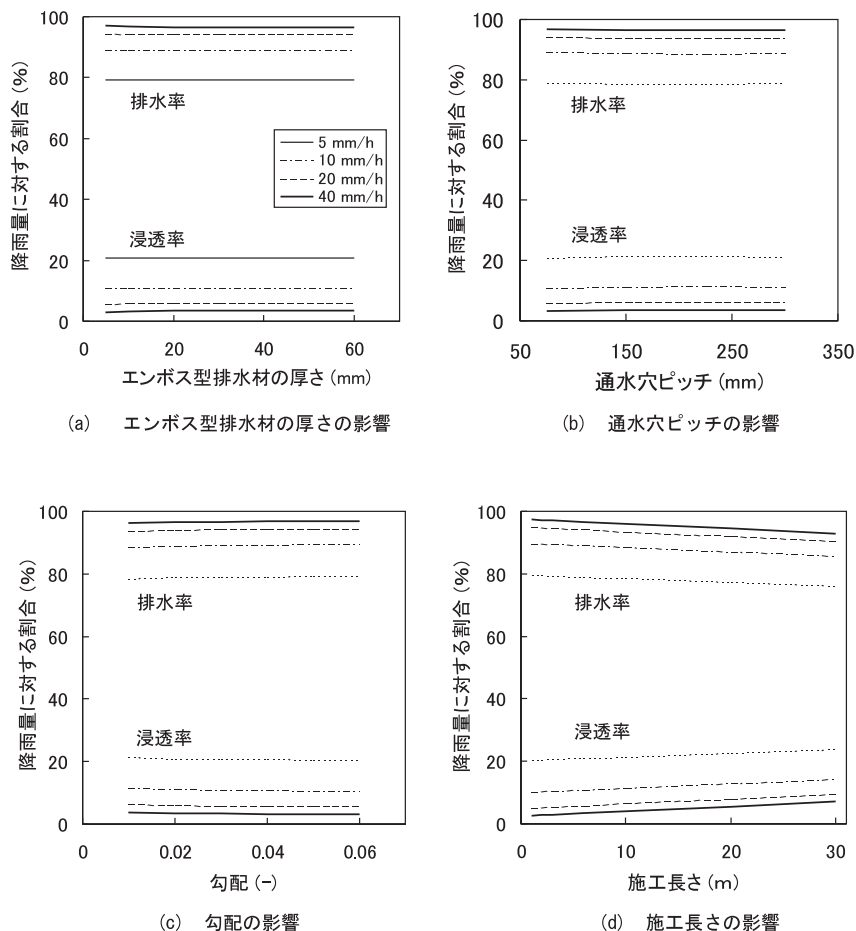 降雨量に対する割合(%)
100
80
60
40
20
0
排水率
5 mm/h
10 mm/h
20 mm/h
40 mm/h
浸透率
0
20
40
60
エンボス型排水材の厚さ(mm)
(a) エンボス型排水材の厚さの影響
降雨量に対する割合(%)
100
80
60
40
20
0
排水率
浸透率
50
150
250
350
通水穴ピッチ(mm)
(b) 通水穴ピッチの影響
降雨量に対する割合(%)
100
80
60
40
20
0
排水率
浸透率
0
0.02
0.04
0.06
勾配(-)
(c) 勾配の影響
降雨量に対する割合(%)
100
80
60
40
20
0
排水率
浸透率
0
10
20
30
施工長さ(m)
(d) 施工長さの影響